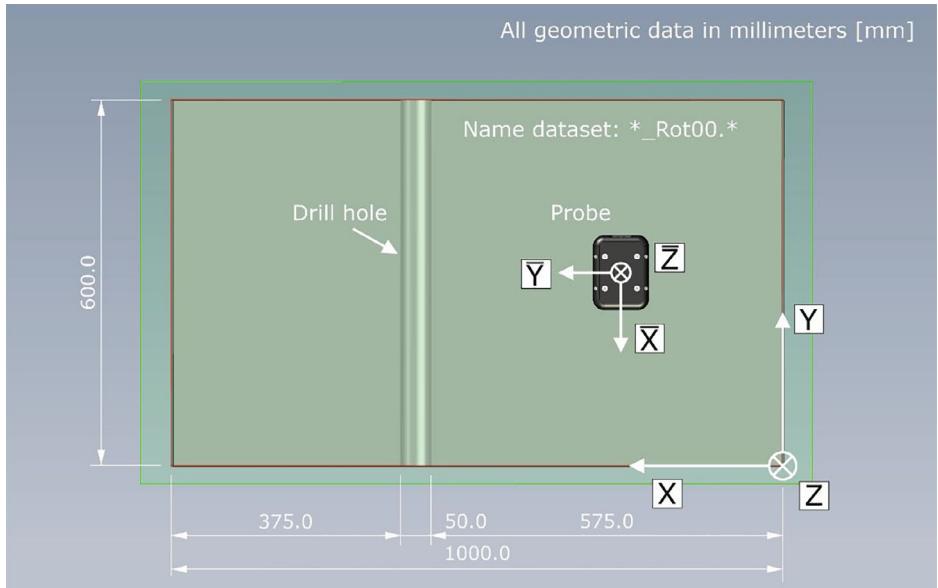 All geometric data in millimeters [mm]
Name dataset: *_Rot00.*
Drill hole
Probe
Z̅
Y̅
X̅
600.0
Y
X
Z
375.0
50.0
575.0
1000.0